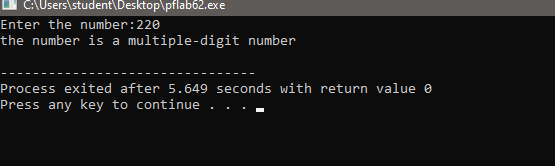 C:\Users\student\Desktop\pflab62.exe
Enter the number:220
the number is a multiple-digit number
--------------------------------
Process exited after 5.649 seconds with return value 0
Press any key to continue . . .